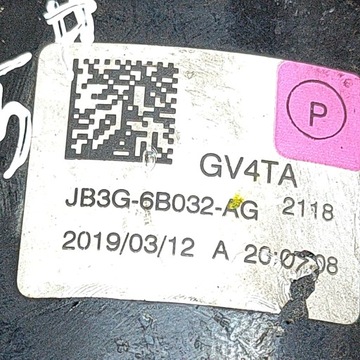 P
GV4TA
JB3G-6B032-AG 2118
2019/03/12 A 20:07:08